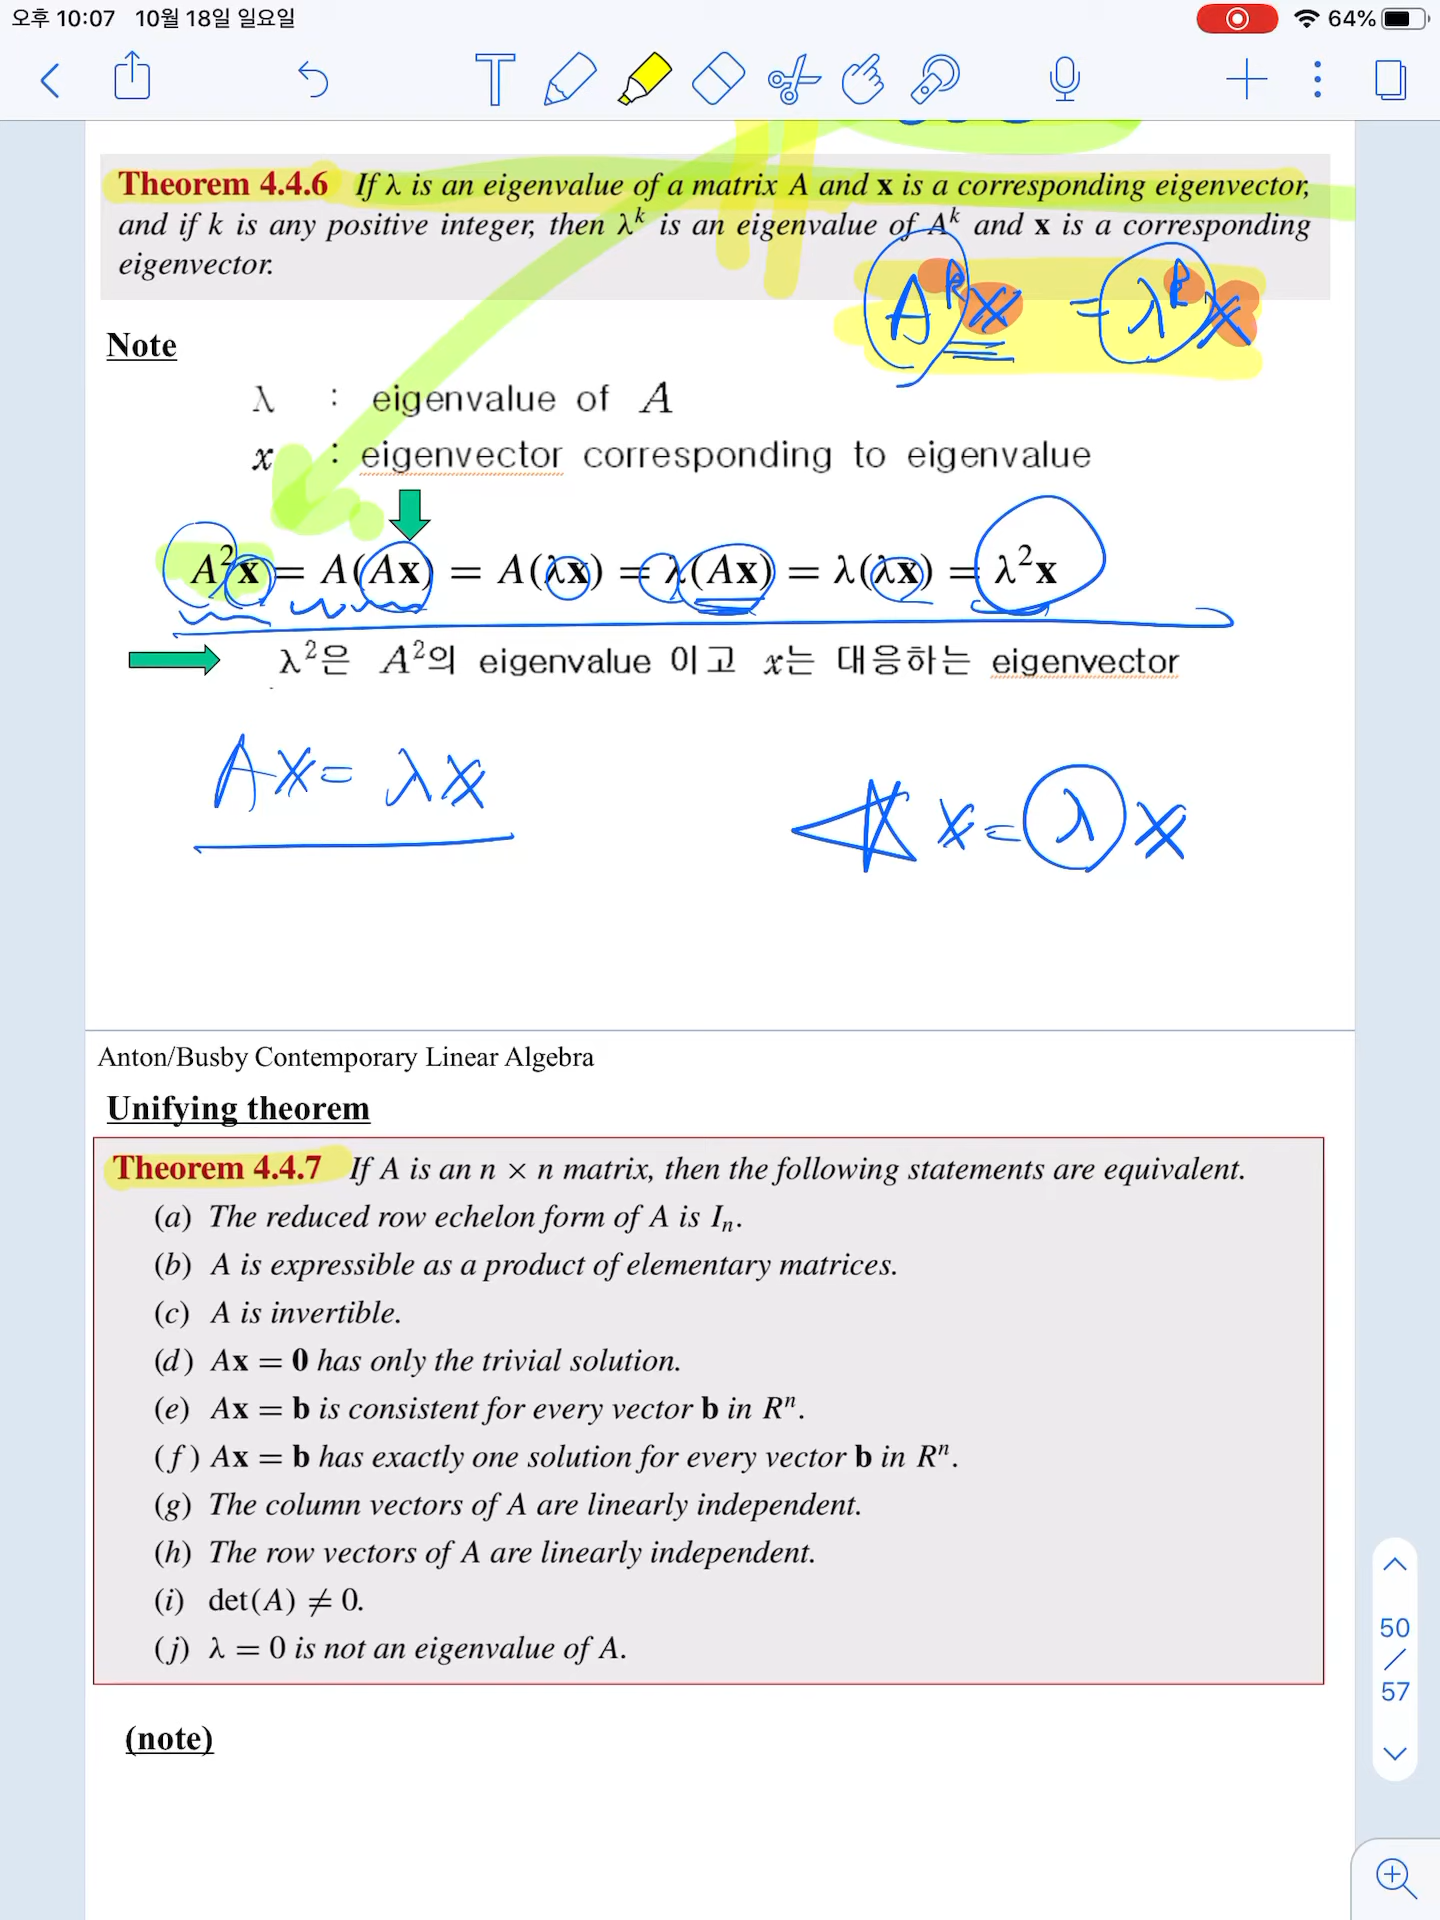 오후 10:07 10월 18일 일요일 64%
Theorem 4.4.6 If λ is an eigenvalue of a matrix A and x is a corresponding eigenvector,
and if k is any positive integer, then λ^k is an eigenvalue of A^k and x is a corresponding
eigenvector.
A^k x = λ^k x
Note
λ : eigenvalue of A
x : eigenvector corresponding to eigenvalue
A²x = A(Ax) = A(λx) = λ(Ax) = λ(λx) = λ²x
λ²은 A²의 eigenvalue 이고 x는 대응하는 eigenvector
Ax = λx
x = λx
Anton/Busby Contemporary Linear Algebra
Unifying theorem
Theorem 4.4.7 If A is an n × n matrix, then the following statements are equivalent.
(a) The reduced row echelon form of A is Iₙ.
(b) A is expressible as a product of elementary matrices.
(c) A is invertible.
(d) Ax = 0 has only the trivial solution.
(e) Ax = b is consistent for every vector b in Rⁿ.
(f) Ax = b has exactly one solution for every vector b in Rⁿ.
(g) The column vectors of A are linearly independent.
(h) The row vectors of A are linearly independent.
(i) det(A) ≠ 0.
(j) λ = 0 is not an eigenvalue of A.
50
/
57
(note)